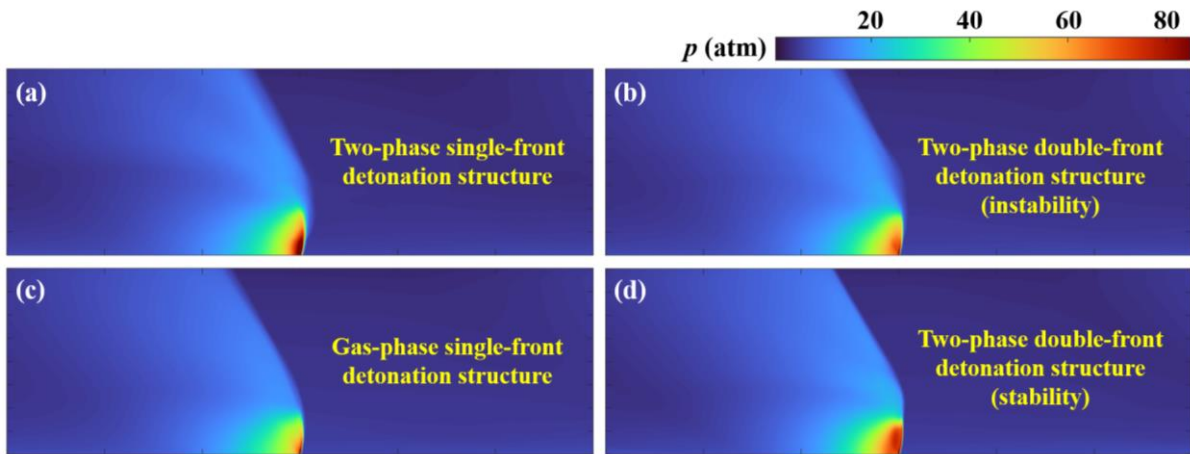 20 40 60 80
p (atm)
(a)
Two-phase single-front
detonation structure
(b)
Two-phase double-front
detonation structure
(instability)
(c)
Gas-phase single-front
detonation structure
(d)
Two-phase double-front
detonation structure
(stability)